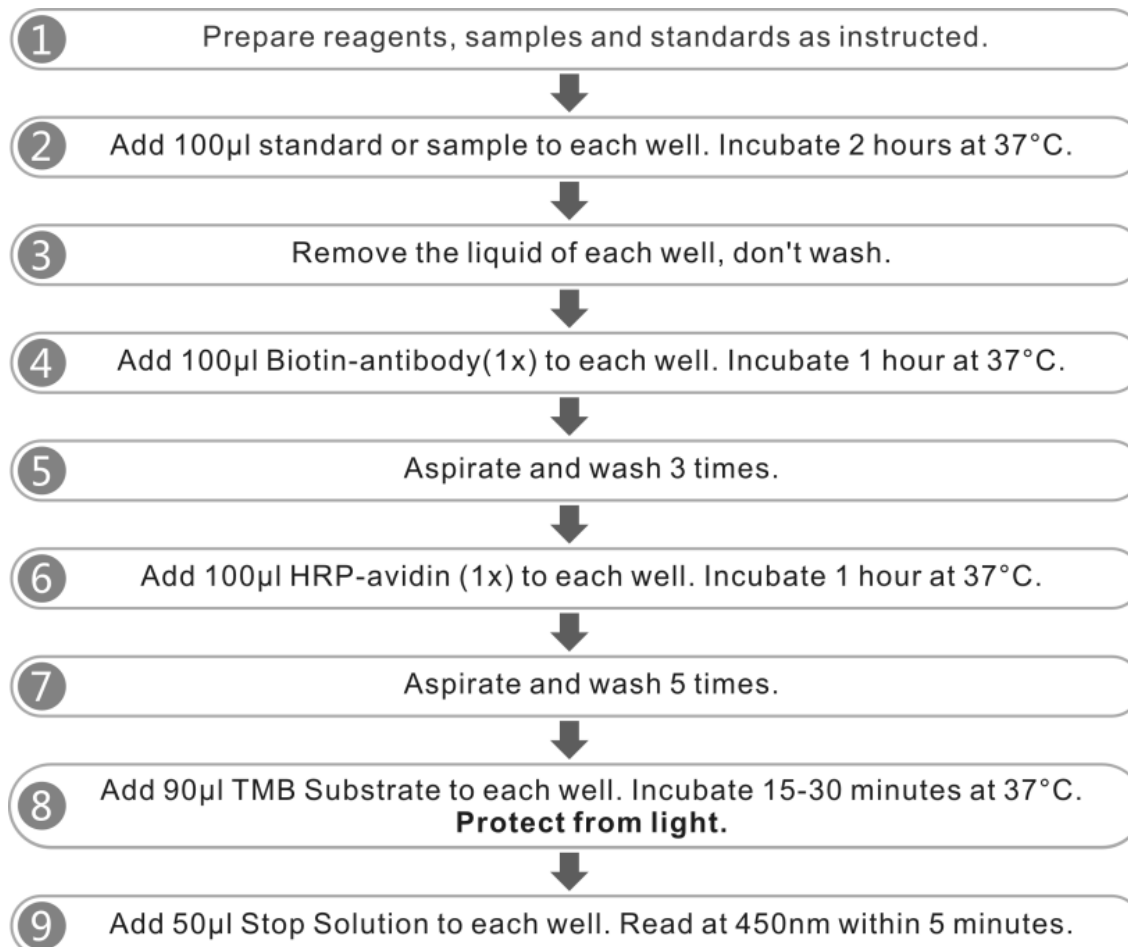 1 Prepare reagents, samples and standards as instructed.
2 Add 100µl standard or sample to each well. Incubate 2 hours at 37°C.
3 Remove the liquid of each well, don't wash.
4 Add 100µl Biotin-antibody(1x) to each well. Incubate 1 hour at 37°C.
5 Aspirate and wash 3 times.
6 Add 100µl HRP-avidin (1x) to each well. Incubate 1 hour at 37°C.
7 Aspirate and wash 5 times.
8 Add 90µl TMB Substrate to each well. Incubate 15-30 minutes at 37°C.
Protect from light.
9 Add 50µl Stop Solution to each well. Read at 450nm within 5 minutes.